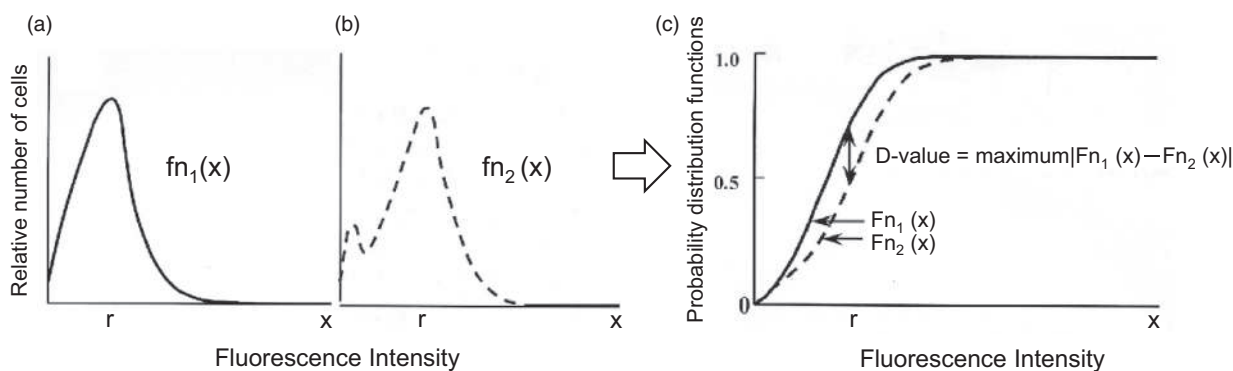 (a)
Relative number of cells
fn₁(x)
r
x
(b)
fn₂(x)
r
x
Fluorescence Intensity
(c)
Probability distribution functions
1.0
0.5
0
D-value = maximum|Fn₁ (x)−Fn₂ (x)|
Fn₁ (x)
Fn₂ (x)
r
x
Fluorescence Intensity